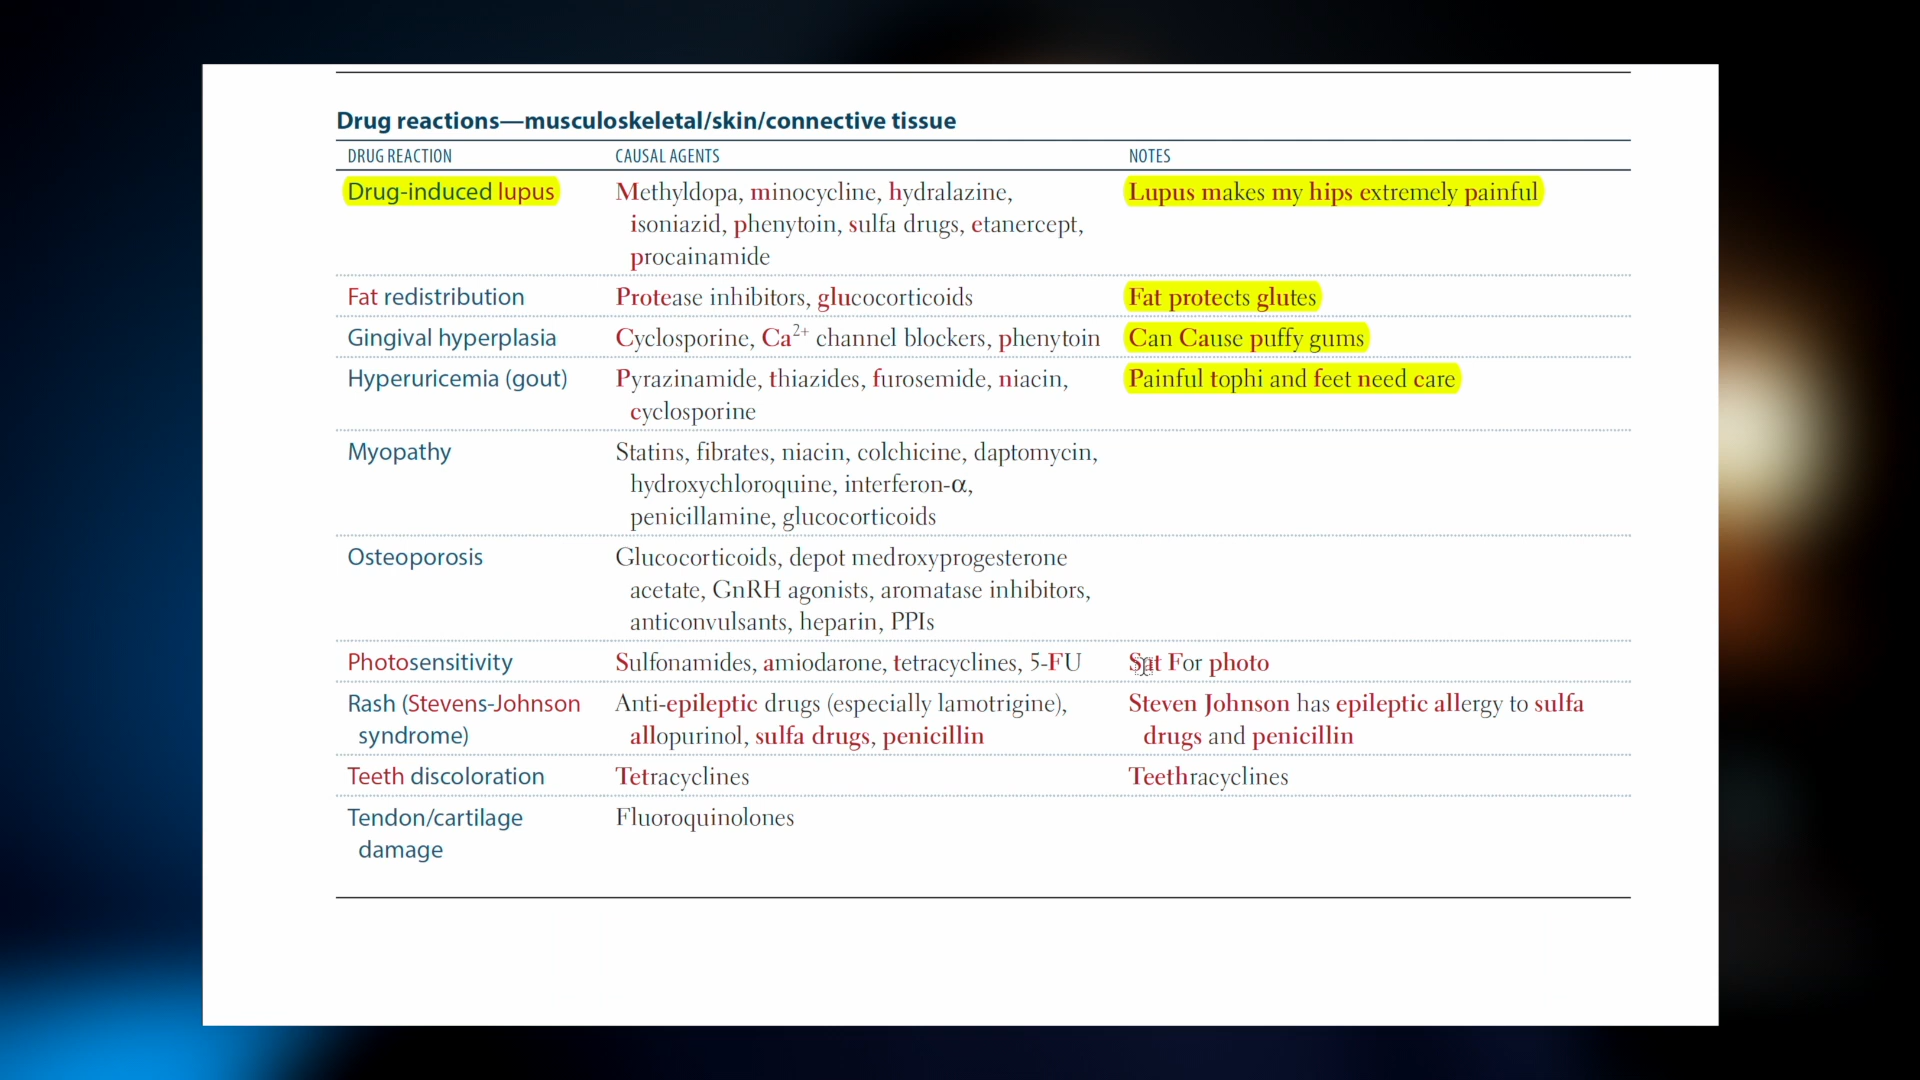 Drug reactions—musculoskeletal/skin/connective tissue
DRUG REACTION CAUSAL AGENTS NOTES
Drug-induced lupus Methyldopa, minocycline, hydralazine, Lupus makes my hips extremely painful
isoniazid, phenytoin, sulfa drugs, etanercept,
procainamide
Fat redistribution Protease inhibitors, glucocorticoids Fat protects glutes
Gingival hyperplasia Cyclosporine, Ca2+ channel blockers, phenytoin Can Cause puffy gums
Hyperuricemia (gout) Pyrazinamide, thiazides, furosemide, niacin, Painful tophi and feet need care
cyclosporine
Myopathy Statins, fibrates, niacin, colchicine, daptomycin,
hydroxychloroquine, interferon-α,
penicillamine, glucocorticoids
Osteoporosis Glucocorticoids, depot medroxyprogesterone
acetate, GnRH agonists, aromatase inhibitors,
anticonvulsants, heparin, PPIs
Photosensitivity Sulfonamides, amiodarone, tetracyclines, 5-FU Sat For photo
Rash (Stevens-Johnson Anti-epileptic drugs (especially lamotrigine), Steven Johnson has epileptic allergy to sulfa
syndrome) allopurinol, sulfa drugs, penicillin drugs and penicillin
Teeth discoloration Tetracyclines Teethracyclines
Tendon/cartilage Fluoroquinolones
damage